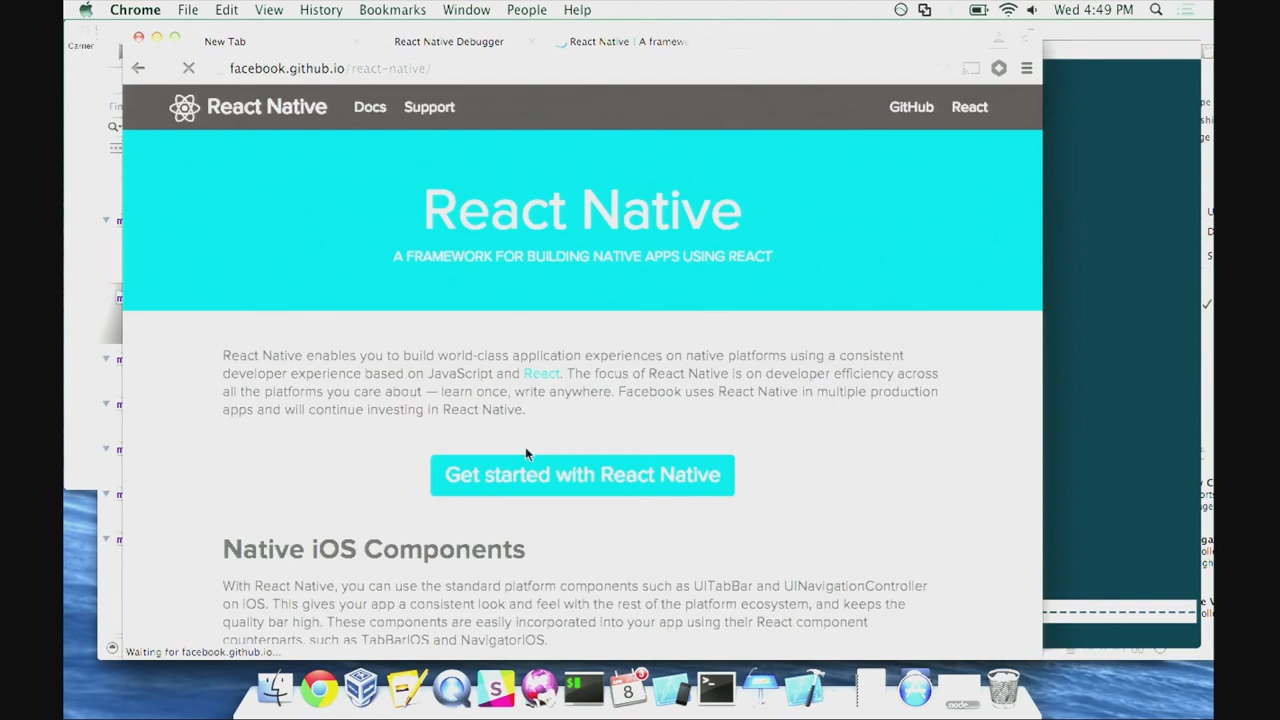 Chrome File Edit View History Bookmarks Window People Help Wed 4:49 PM
Carrier
New Tab React Native Debugger React Native | A framew
facebook.github.io/react-native/
React Native Docs Support GitHub React
React Native
A FRAMEWORK FOR BUILDING NATIVE APPS USING REACT
React Native enables you to build world-class application experiences on native platforms using a consistent
developer experience based on JavaScript and React. The focus of React Native is on developer efficiency across
all the platforms you care about — learn once, write anywhere. Facebook uses React Native in multiple production
apps and will continue investing in React Native.
Get started with React Native
Native iOS Components
With React Native, you can use the standard platform components such as UITabBar and UINavigationController
on iOS. This gives your app a consistent look and feel with the rest of the platform ecosystem, and keeps the
quality bar high. These components are easily incorporated into your app using their React component
counterparts, such as TabBarIOS and NavigatorIOS.
Waiting for facebook.github.io...
3
8
node